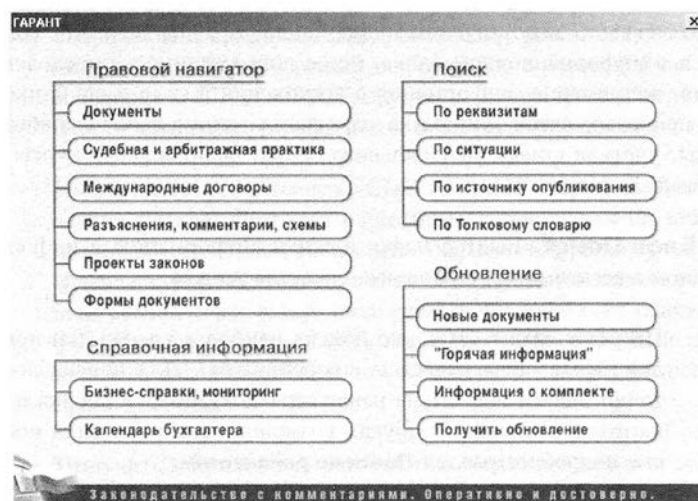 ГАРАНТ
Правовой навигатор
Документы
Судебная и арбитражная практика
Международные договоры
Разъяснения, комментарии, схемы
Проекты законов
Формы документов
Справочная информация
Бизнес-справки, мониторинг
Календарь бухгалтера
Поиск
По реквизитам
По ситуации
По источнику опубликования
По Толковому словарю
Обновление
Новые документы
"Горячая информация"
Информация о комплекте
Получить обновление
Законодательство с комментариями. Оперативно и достоверно.